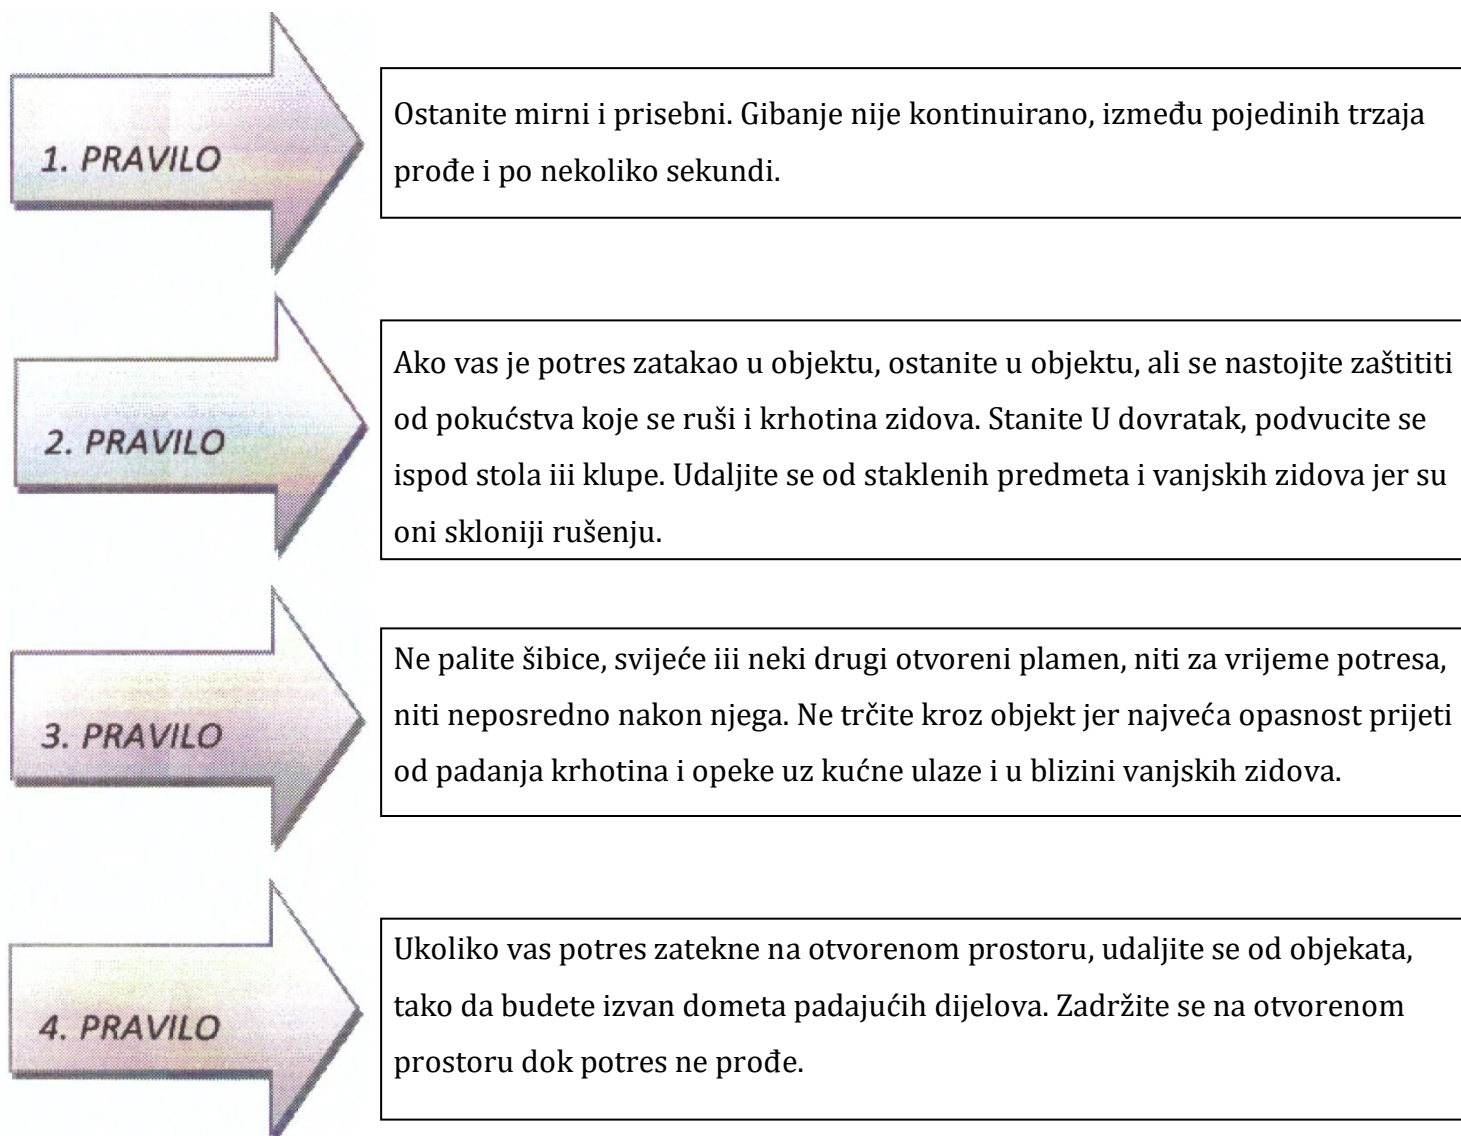 1. PRAVILO
Ostanite mirni i prisebni. Gibanje nije kontinuirano, između pojedinih trzaja
prođe i po nekoliko sekundi.
2. PRAVILO
Ako vas je potres zatakao u objektu, ostanite u objektu, ali se nastojite zaštititi
od pokućstva koje se ruši i krhotina zidova. Stanite U dovratak, podvucite se
ispod stola iii klupe. Udaljite se od staklenih predmeta i vanjskih zidova jer su
oni skloniji rušenju.
3. PRAVILO
Ne palite šibice, svijeće iii neki drugi otvoreni plamen, niti za vrijeme potresa,
niti neposredno nakon njega. Ne trčite kroz objekt jer najveća opasnost prijeti
od padanja krhotina i opeke uz kućne ulaze i u blizini vanjskih zidova.
4. PRAVILO
Ukoliko vas potres zatekne na otvorenom prostoru, udaljite se od objekata,
tako da budete izvan dometa padajućih dijelova. Zadržite se na otvorenom
prostoru dok potres ne prođe.